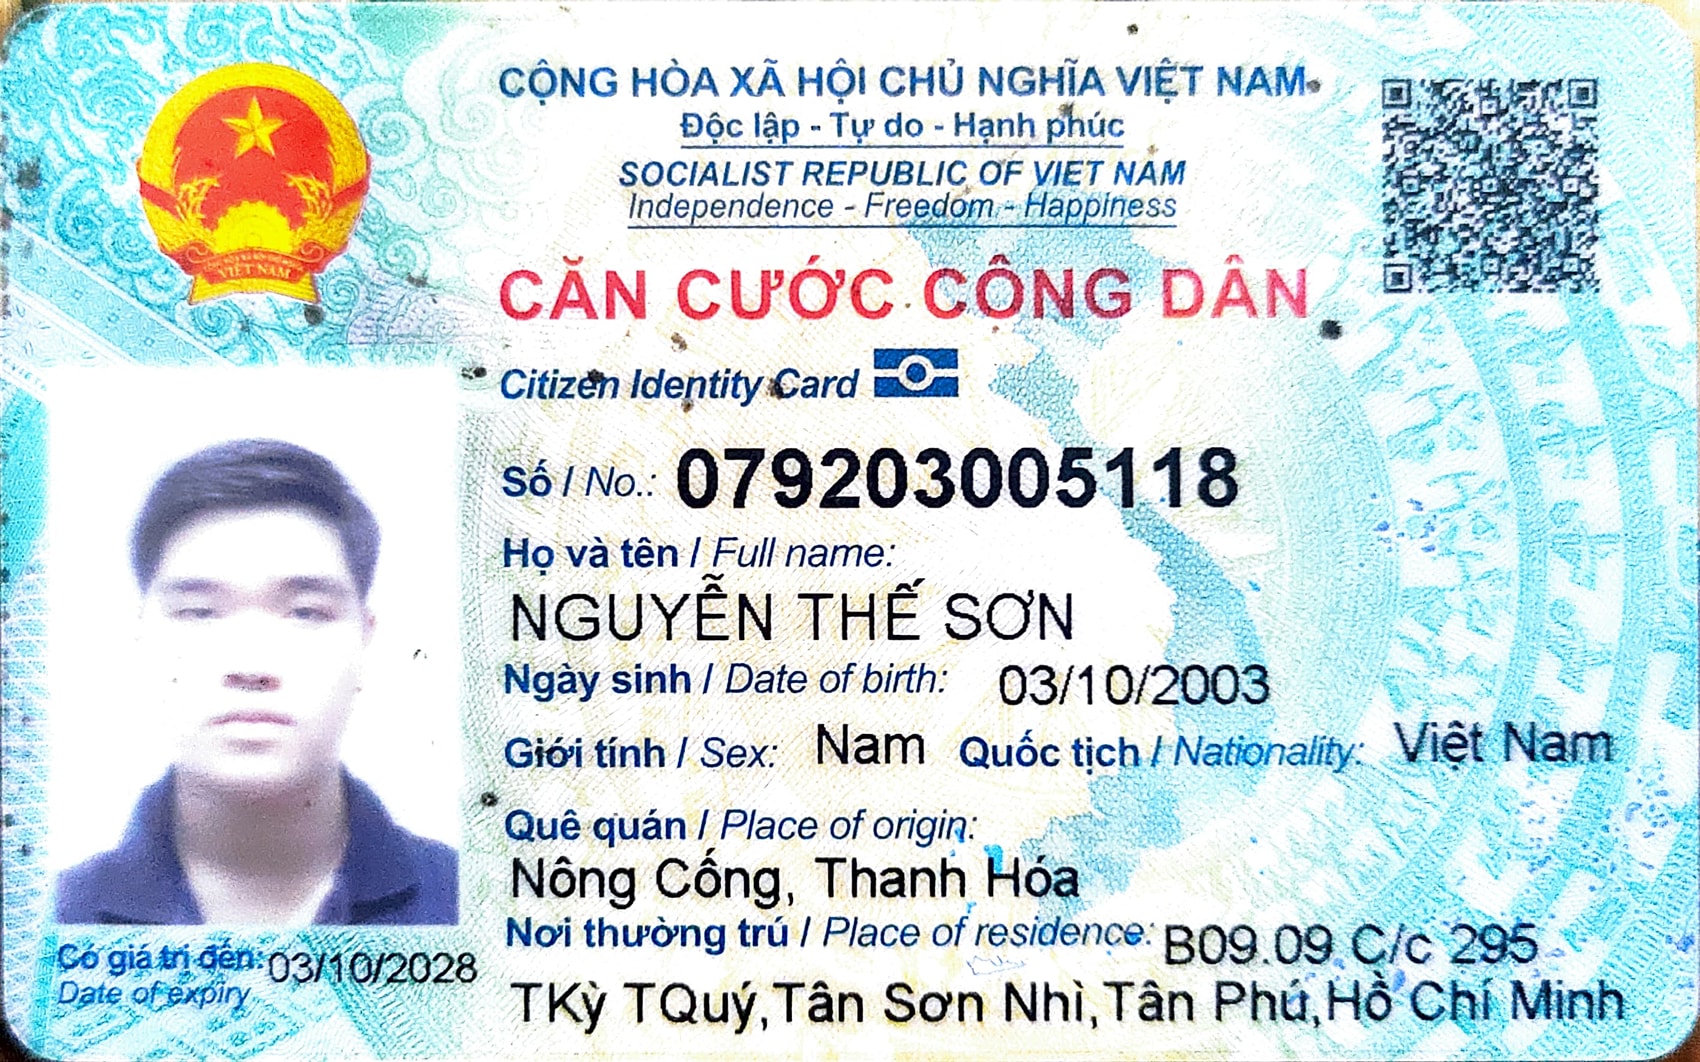 CỘNG HÒA XÃ HỘI CHỦ NGHĨA VIỆT NAM
Độc lập - Tự do - Hạnh phúc
SOCIALIST REPUBLIC OF VIET NAM
Independence - Freedom - Happiness
VIỆT NAM
CĂN CƯỚC CÔNG DÂN
Citizen Identity Card
Số / No.: 079203005118
Họ và tên / Full name:
NGUYỄN THẾ SƠN
Ngày sinh / Date of birth: 03/10/2003
Giới tính / Sex: Nam Quốc tịch / Nationality: Việt Nam
Quê quán / Place of origin:
Nông Cống, Thanh Hóa
Nơi thường trú / Place of residence: B09.09 C/c 295
TKỳ TQuý,Tân Sơn Nhì,Tân Phú,Hồ Chí Minh
Có giá trị đến: 03/10/2028
Date of expiry